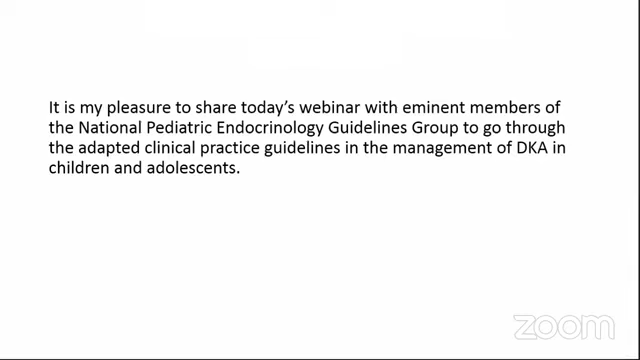 It is my pleasure to share today's webinar with eminent members of
the National Pediatric Endocrinology Guidelines Group to go through
the adapted clinical practice guidelines in the management of DKA in
children and adolescents.
zoom